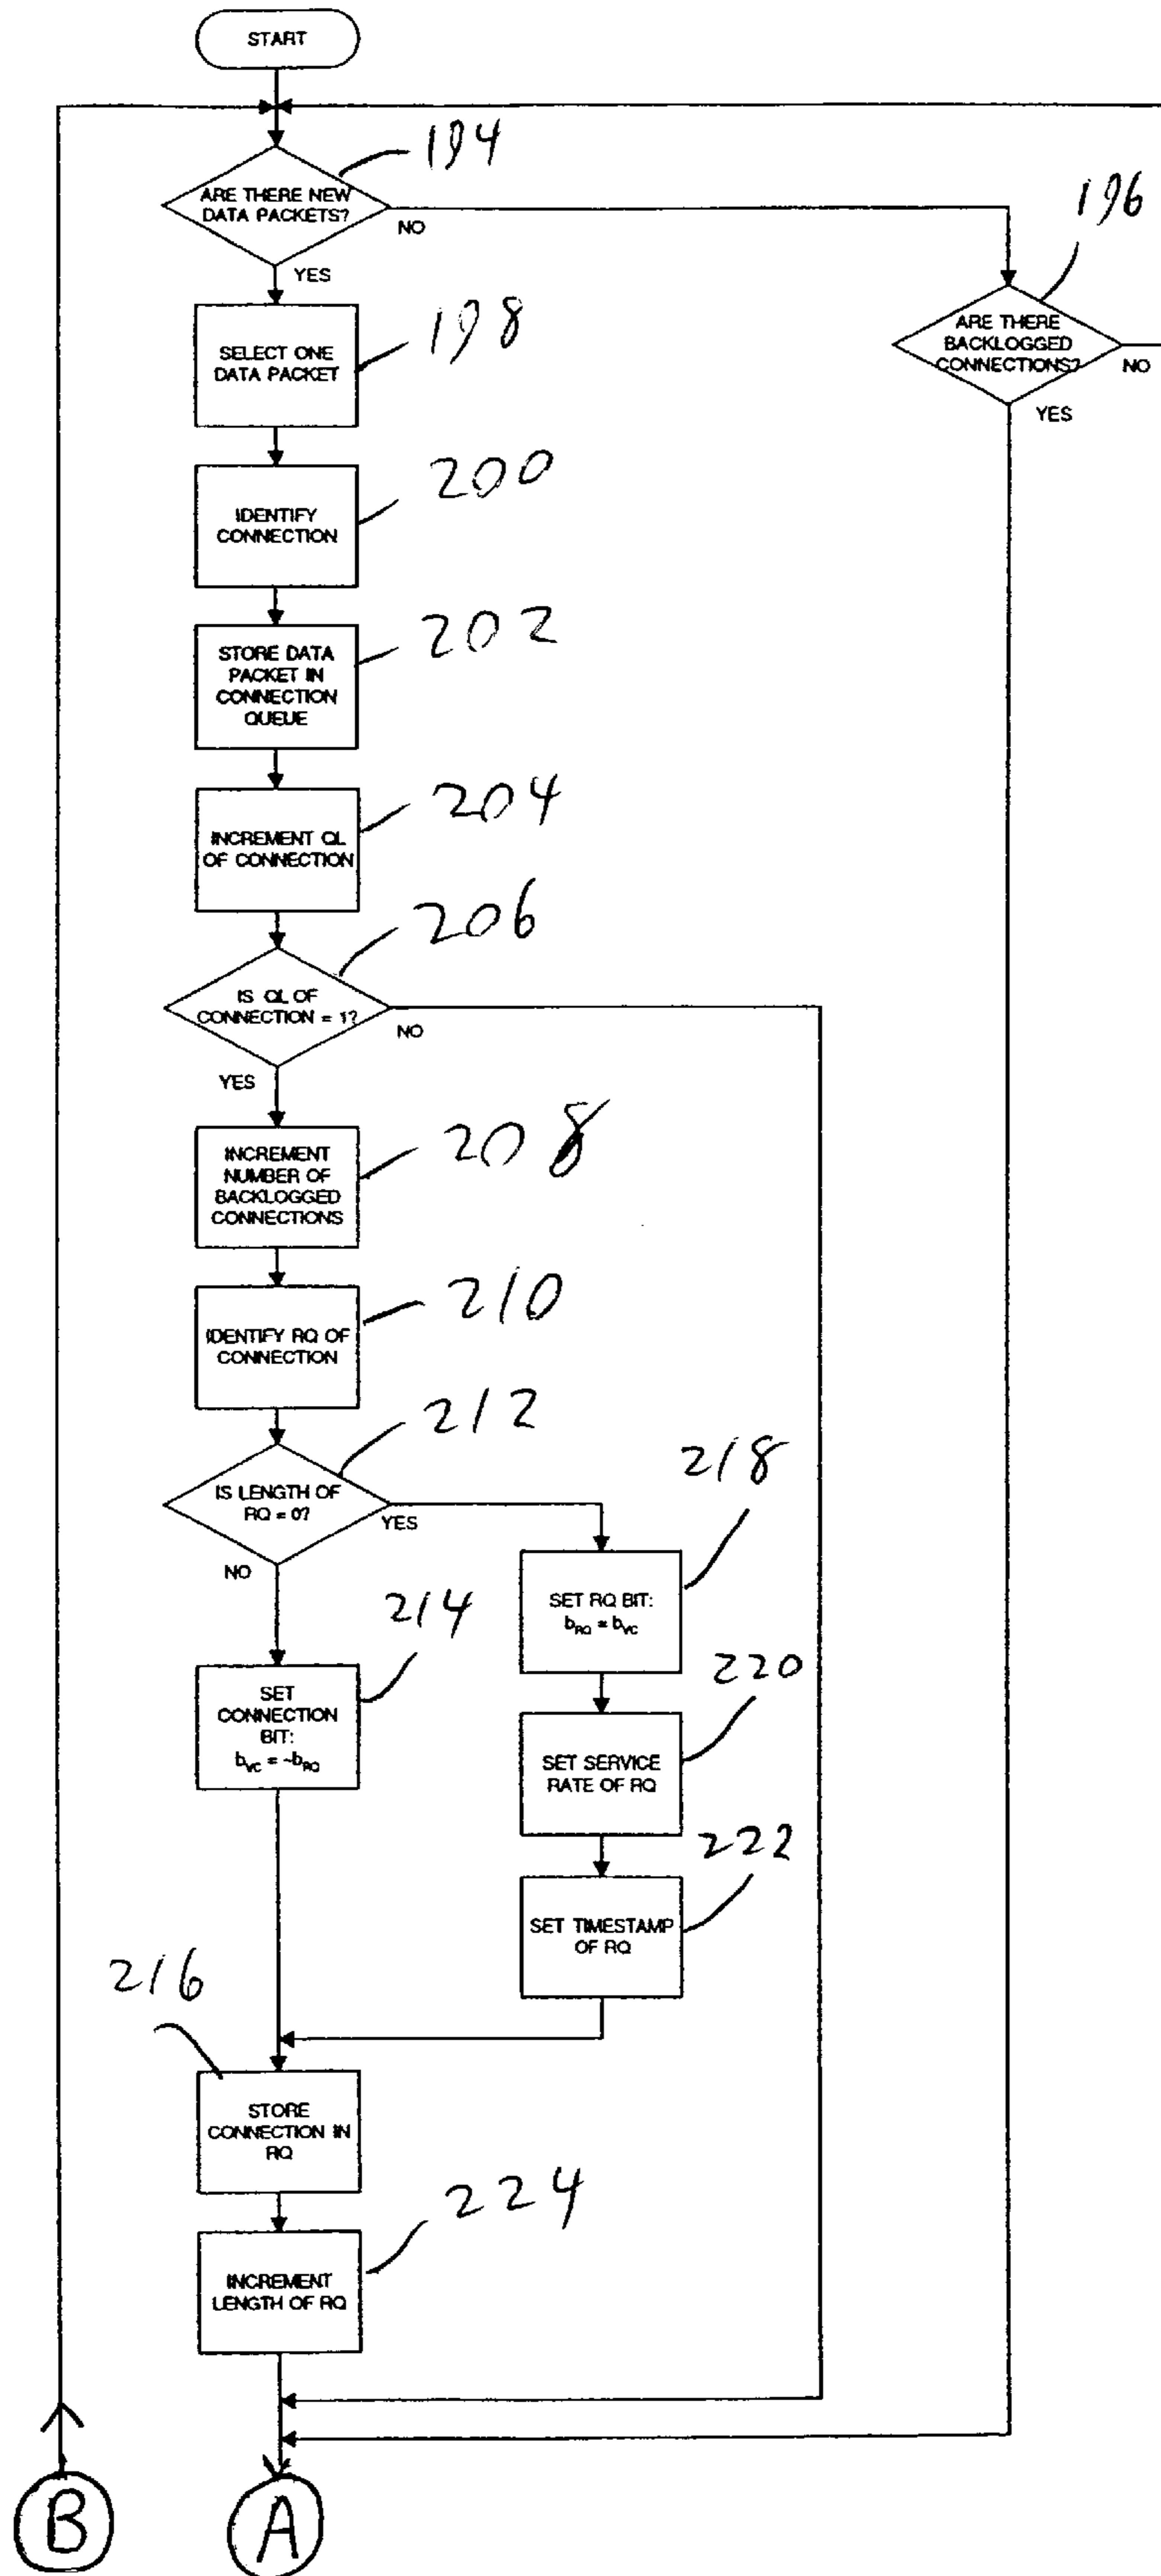 START
194
ARE THERE NEW
DATA PACKETS?
NO
YES
196
ARE THERE
BACKLOGGED
CONNECTIONS?
NO
YES
198
SELECT ONE
DATA PACKET
200
IDENTIFY
CONNECTION
202
STORE DATA
PACKET IN
CONNECTION
QUEUE
204
INCREMENT QL
OF CONNECTION
206
IS QL OF
CONNECTION = 1?
NO
YES
208
INCREMENT
NUMBER OF
BACKLOGGED
CONNECTIONS
210
IDENTIFY RQ OF
CONNECTION
212
IS LENGTH OF
RQ = 0?
YES
NO
218
SET RQ BIT:
b_RQ = b_VC
214
SET
CONNECTION
BIT:
b_VC = ~b_RQ
220
SET SERVICE
RATE OF RQ
222
SET TIMESTAMP
OF RQ
216
STORE
CONNECTION IN
RQ
224
INCREMENT
LENGTH OF RQ
B
A